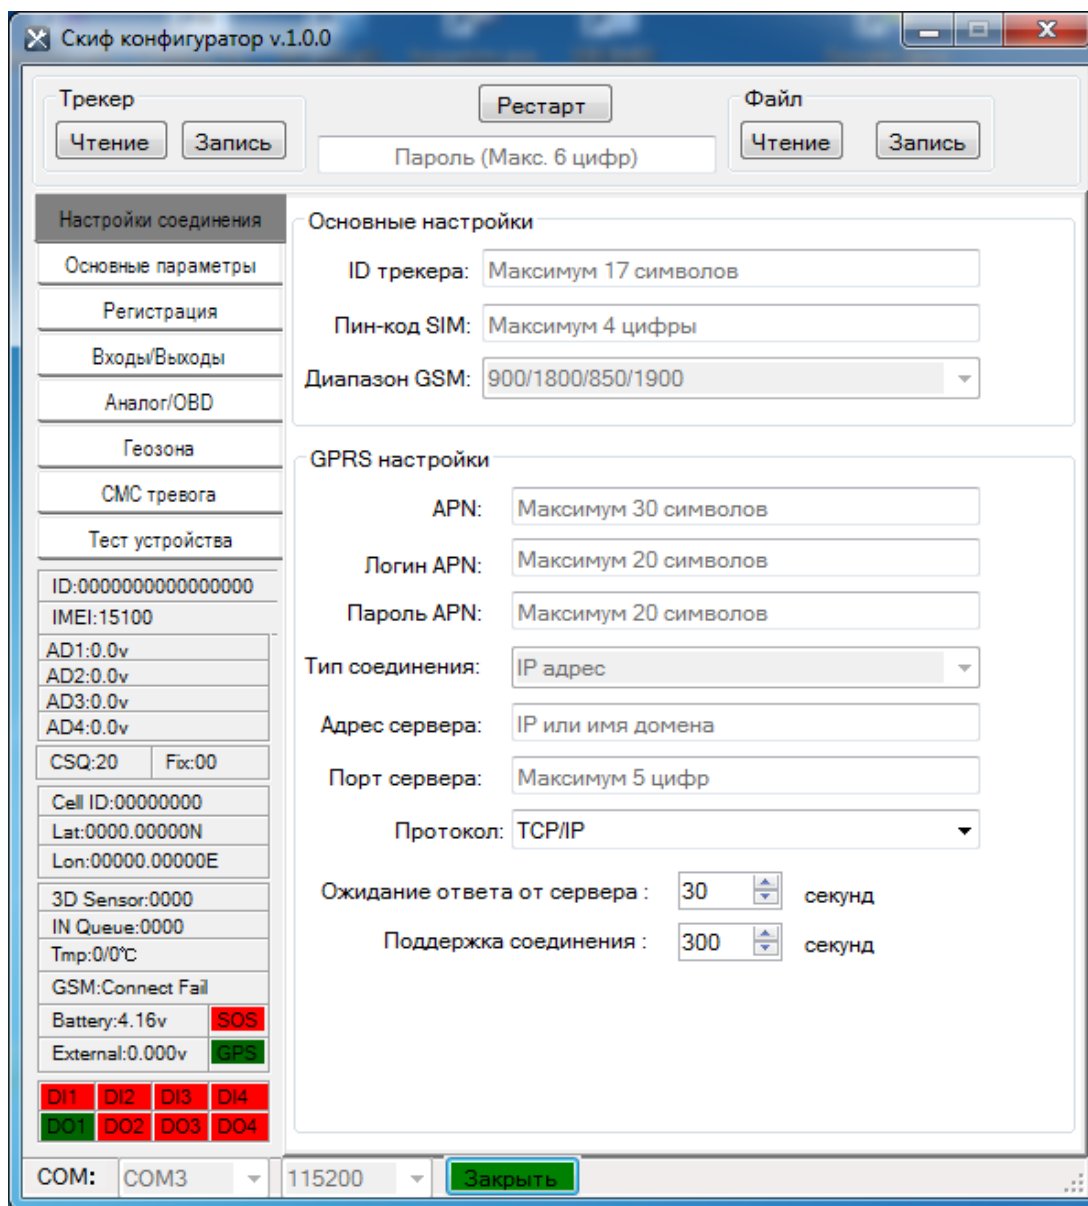 Скиф конфигуратор v.1.0.0
Трекер
Чтение Запись
Рестарт
Пароль (Макс. 6 цифр)
Файл
Чтение Запись
Настройки соединения
Основные параметры
Регистрация
Входы/Выходы
Аналог/OBD
Геозона
СМС тревога
Тест устройства
ID:0000000000000000
IMEI:15100
AD1:0.0v
AD2:0.0v
AD3:0.0v
AD4:0.0v
CSQ:20 Fix:00
Cell ID:00000000
Lat:0000.00000N
Lon:00000.00000E
3D Sensor:0000
IN Queue:0000
Tmp:0/0℃
GSM:Connect Fail
Battery:4.16v SOS
External:0.000v GPS
DI1 DI2 DI3 DI4
DO1 DO2 DO3 DO4
Основные настройки
ID трекера: Максимум 17 символов
Пин-код SIM: Максимум 4 цифры
Диапазон GSM: 900/1800/850/1900
GPRS настройки
APN: Максимум 30 символов
Логин APN: Максимум 20 символов
Пароль APN: Максимум 20 символов
Тип соединения: IP адрес
Адрес сервера: IP или имя домена
Порт сервера: Максимум 5 цифр
Протокол: TCP/IP
Ожидание ответа от сервера : 30 секунд
Поддержка соединения : 300 секунд
COM: COM3 115200 Закрыть